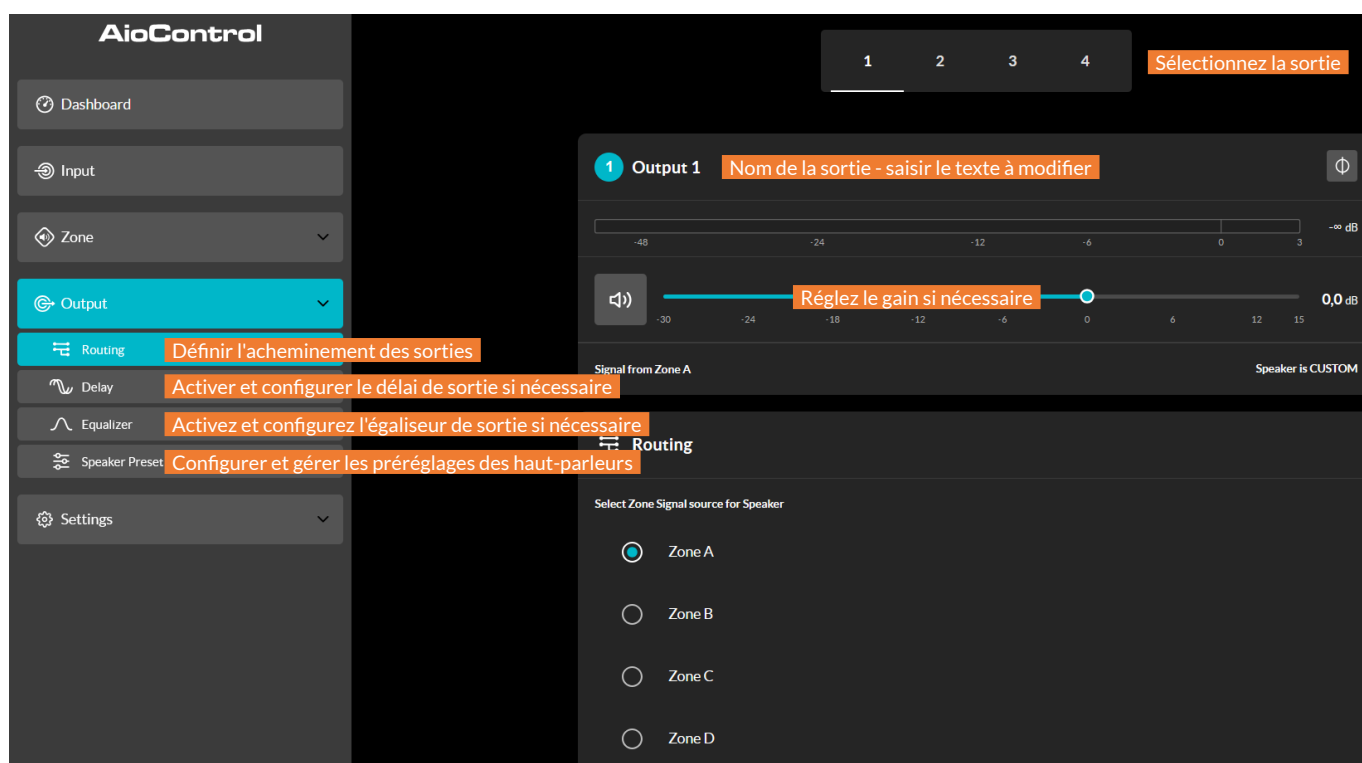 AioControl
Dashboard
Input
Zone
Output
Routing
Définir l'acheminement des sorties
Delay
Activer et configurer le délai de sortie si nécessaire
Equalizer
Activez et configurez l'égaliseur de sortie si nécessaire
Speaker Preset
Configurer et gérer les préréglages des haut-parleurs
Settings
1 2 3 4
Sélectionnez la sortie
1 Output 1
Nom de la sortie - saisir le texte à modifier
-∞ dB
-48 -24 -12 -6 0 3
Réglez le gain si nécessaire
0,0 dB
-30 -24 -18 -12 -6 0 6 12 15
Signal from Zone A
Speaker is CUSTOM
Routing
Select Zone Signal source for Speaker
Zone A
Zone B
Zone C
Zone D